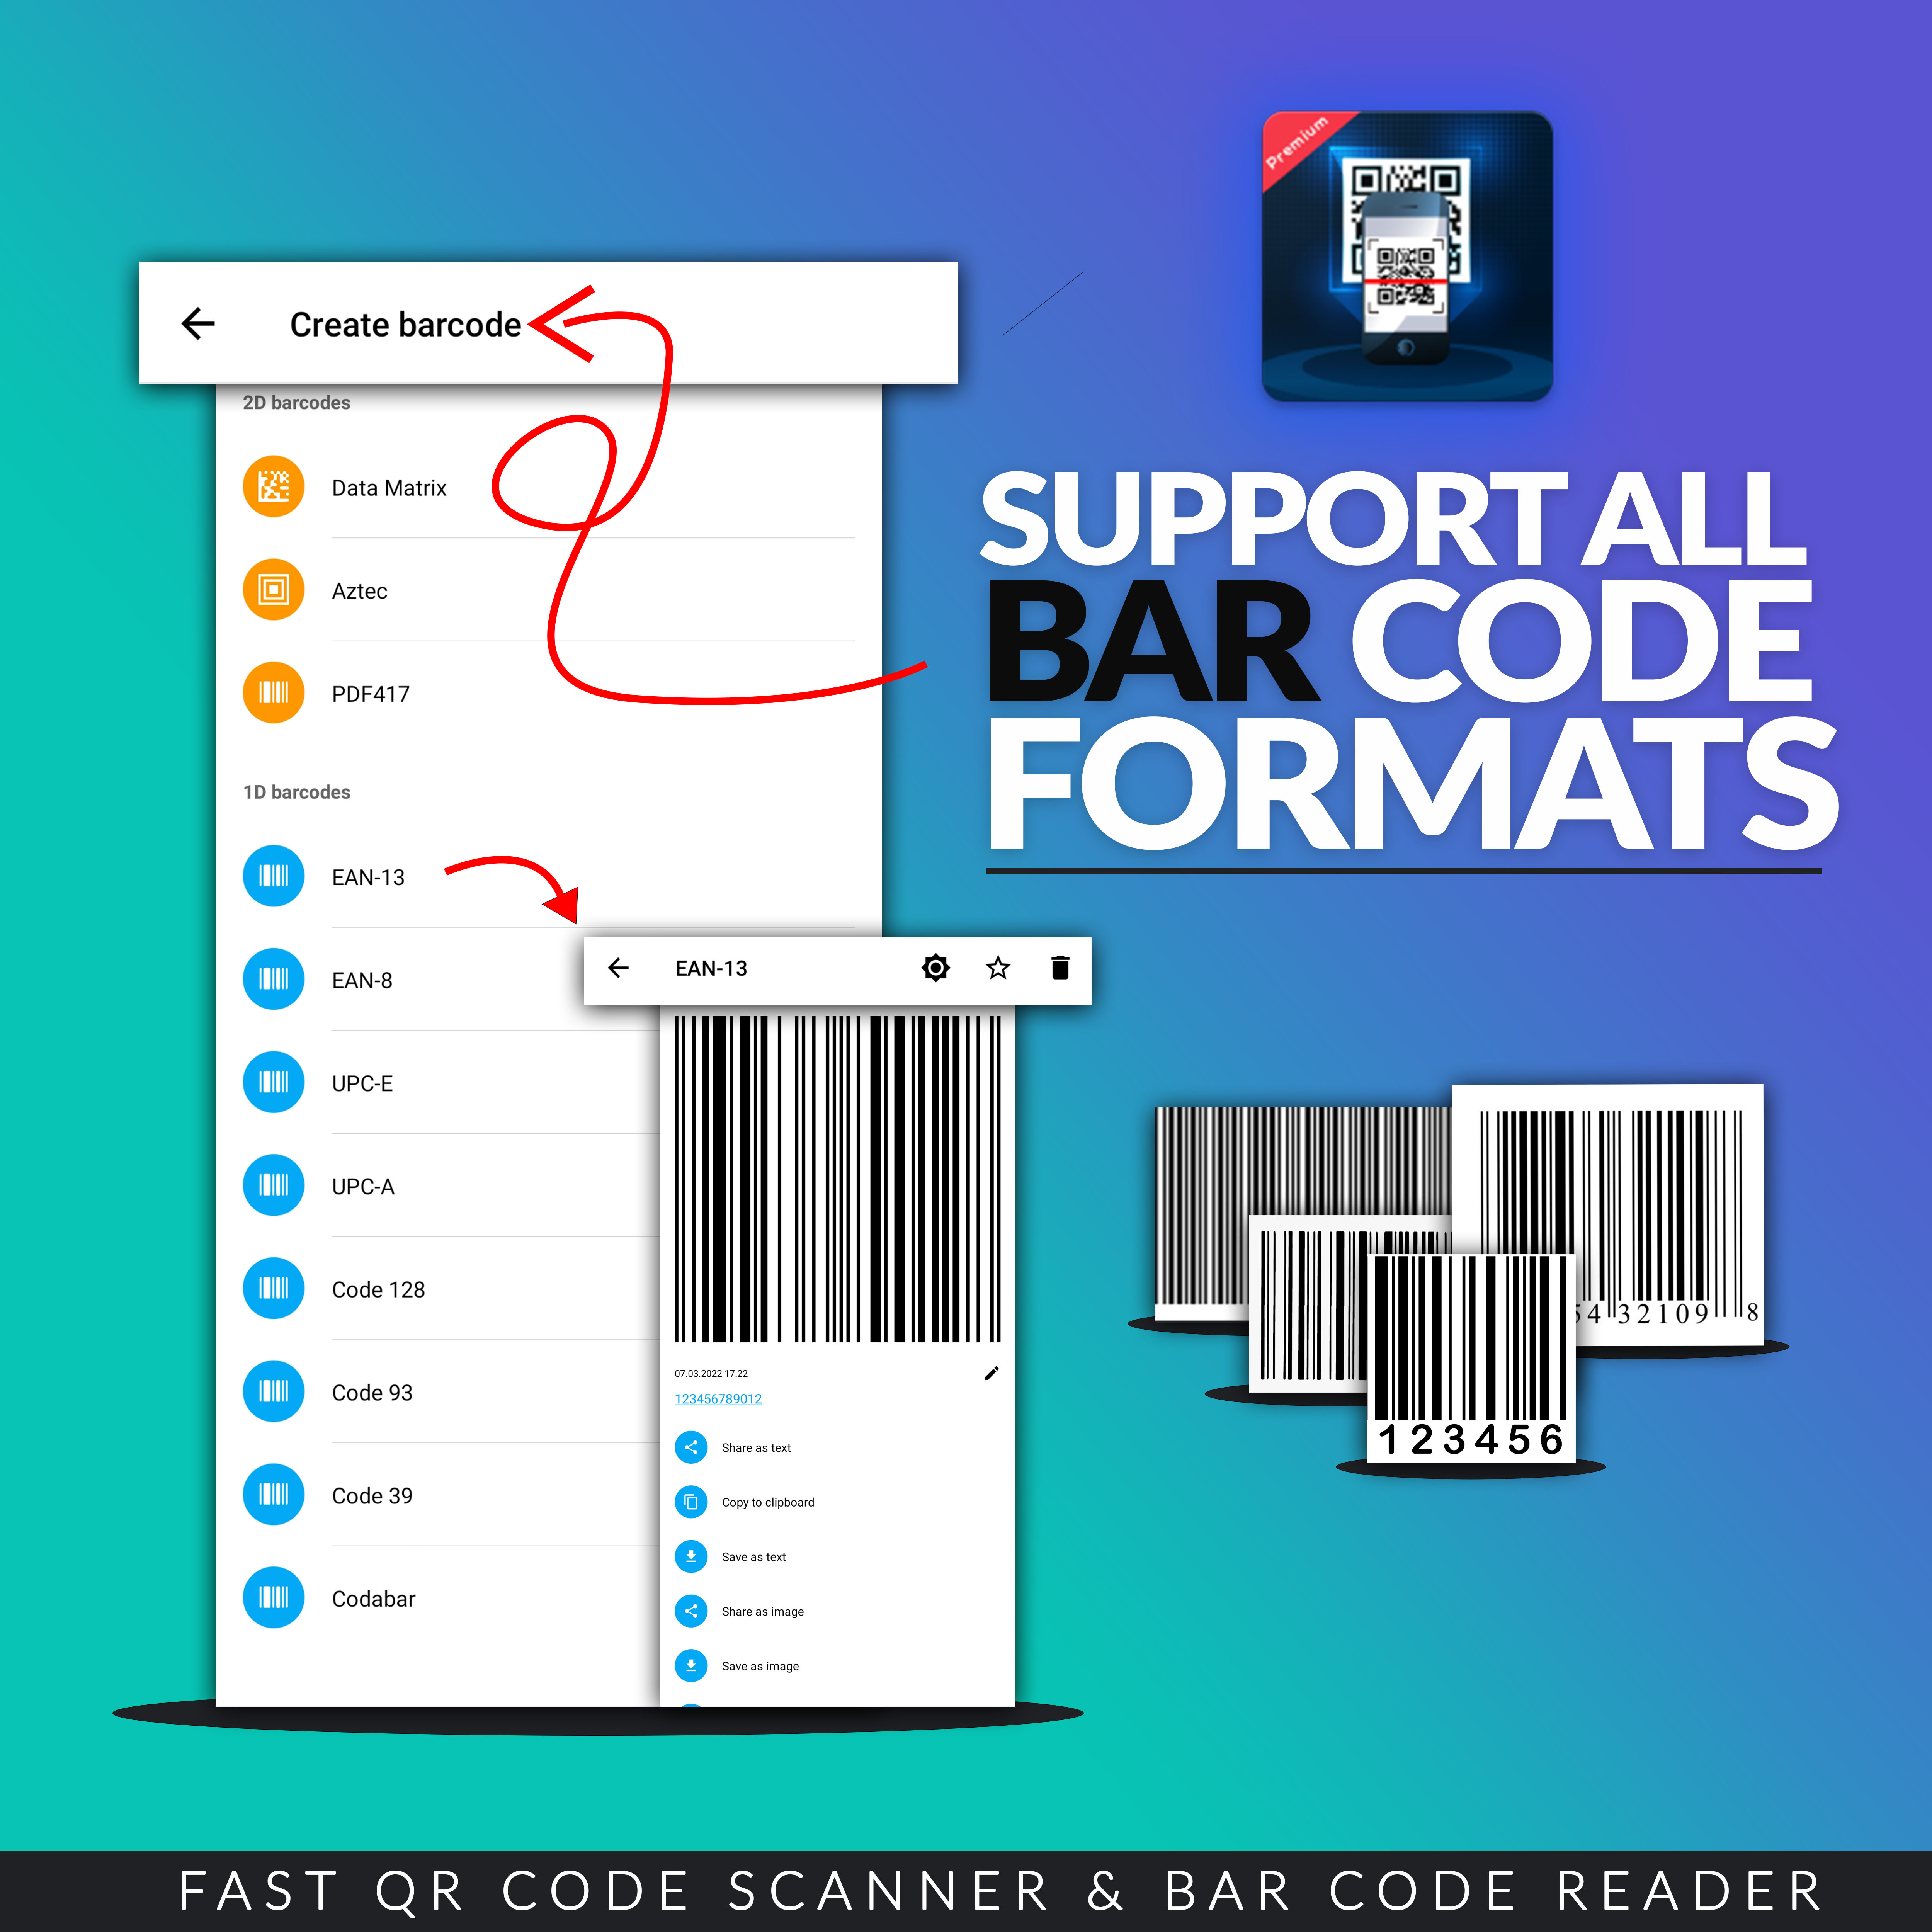 Premium
Create barcode
2D barcodes
Data Matrix
Aztec
PDF417
1D barcodes
EAN-13
EAN-8
UPC-E
UPC-A
Code 128
Code 93
Code 39
Codabar
EAN-13
07.03.2022 17:22
123456789012
Share as text
Copy to clipboard
Save as text
Share as image
Save as image
SUPPORT ALL
BAR CODE
FORMATS
54 32109 8
123456
FAST QR CODE SCANNER & BAR CODE READER